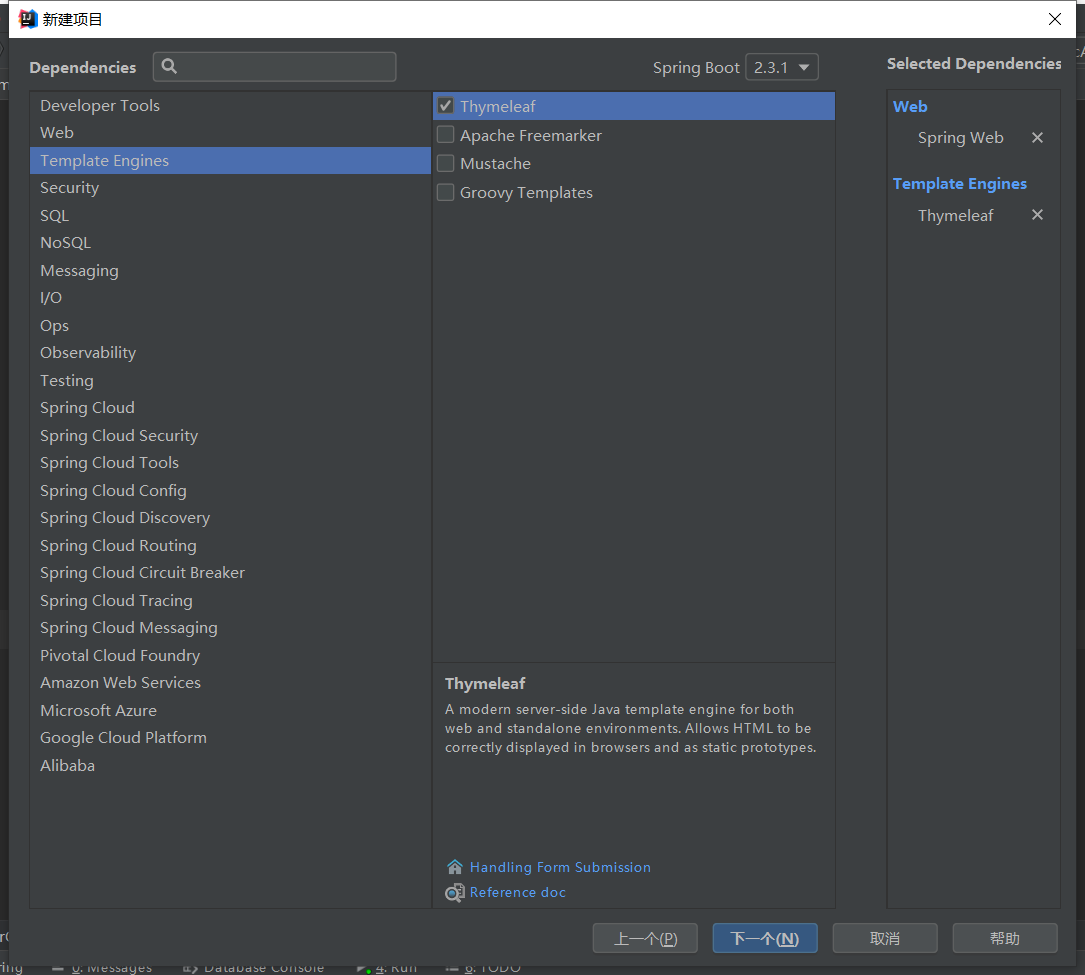 新建项目
Dependencies
Spring Boot 2.3.1
Selected Dependencies
Developer Tools
Web
Template Engines
Security
SQL
NoSQL
Messaging
I/O
Ops
Observability
Testing
Spring Cloud
Spring Cloud Security
Spring Cloud Tools
Spring Cloud Config
Spring Cloud Discovery
Spring Cloud Routing
Spring Cloud Circuit Breaker
Spring Cloud Tracing
Spring Cloud Messaging
Pivotal Cloud Foundry
Amazon Web Services
Microsoft Azure
Google Cloud Platform
Alibaba
Thymeleaf
Apache Freemarker
Mustache
Groovy Templates
Thymeleaf
A modern server-side Java template engine for both
web and standalone environments. Allows HTML to be
correctly displayed in browsers and as static prototypes.
Handling Form Submission
Reference doc
Web
Spring Web
Template Engines
Thymeleaf
上一个(P)
下一个(N)
取消
帮助
0: Messages
Database Console
4: Run
6: TODO